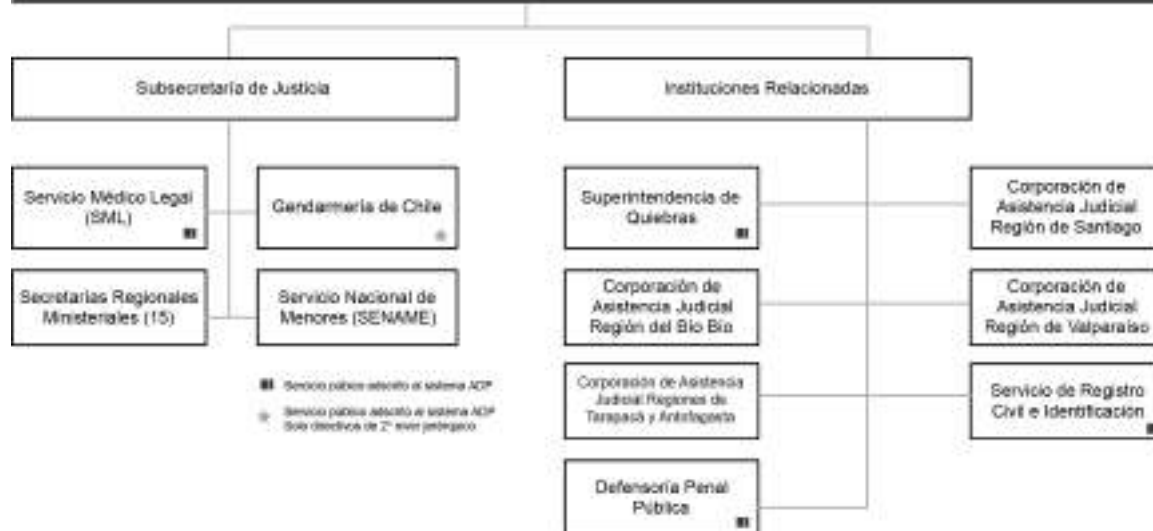 Subsecretaría de Justicia
Instituciones Relacionadas
Servicio Médico Legal
(SML)
Gendarmería de Chile
Secretarias Regionales
Ministeriales (15)
Servicio Nacional de
Menores (SENAME)
Servicio público adscrito al sistema ADP
Servicio público adscrito al sistema ADP
Solo directivos de 2° nivel jerárquico
Superintendencia de
Quiebras
Corporación de
Asistencia Judicial
Región de Santiago
Corporación de
Asistencia Judicial
Región del Bío Bío
Corporación de
Asistencia Judicial
Región de Valparaíso
Corporación de Asistencia
Judicial Regiones de
Tarapacá y Antofagasta
Servicio de Registro
Civil e Identificación
Defensoría Penal
Pública